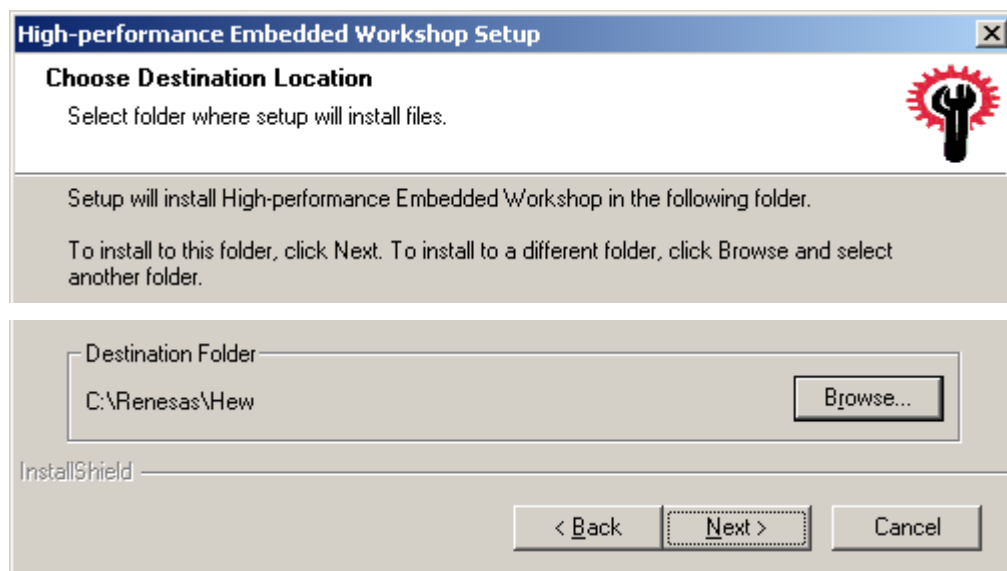 High-performance Embedded Workshop Setup
Choose Destination Location
Select folder where setup will install files.
Setup will install High-performance Embedded Workshop in the following folder.
To install to this folder, click Next. To install to a different folder, click Browse and select
another folder.
Destination Folder
C:\Renesas\Hew
Browse...
InstallShield
< Back
Next >
Cancel